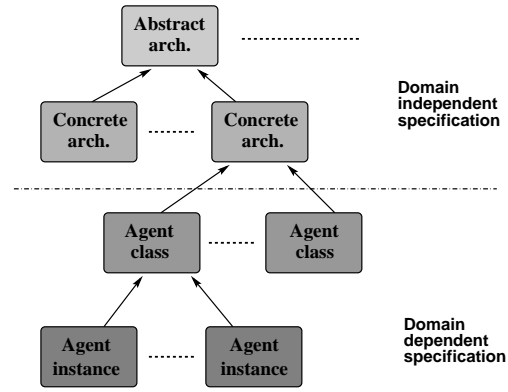 Abstract
arch.
Domain
independent
specification
Concrete
arch.
Concrete
arch.
Agent
class
Agent
class
Domain
dependent
specification
Agent
instance
Agent
instance